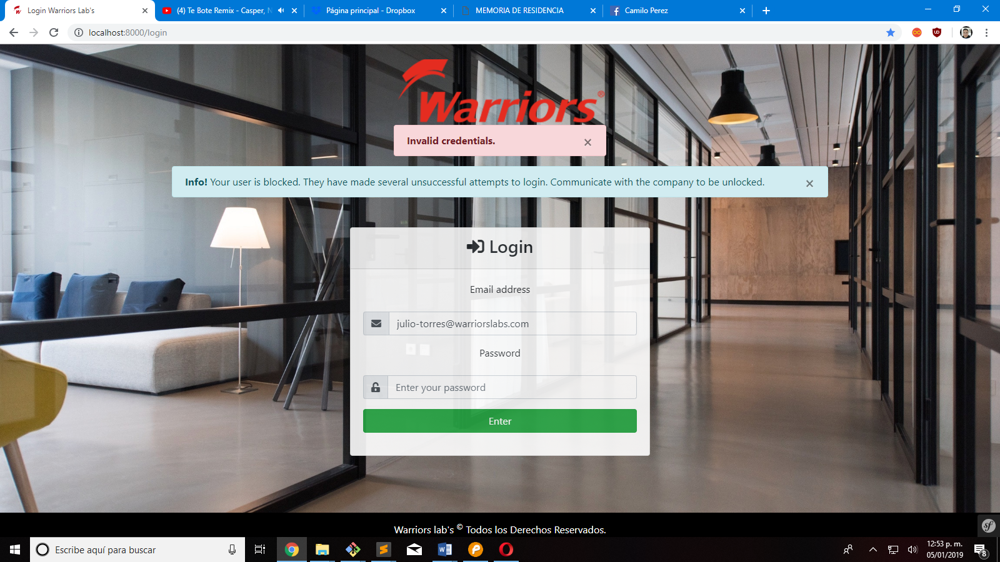 Login Warriors Lab's
(4) Te Bote Remix - Casper, N
Página principal - Dropbox
MEMORIA DE RESIDENCIA
Camilo Perez
localhost:8000/login
Warriors®
Invalid credentials.
Info! Your user is blocked. They have made several unsuccessful attempts to login. Communicate with the company to be unlocked.
Login
Email address
julio-torres@warriorslabs.com
Password
Enter your password
Enter
Warriors lab's © Todos los Derechos Reservados.
Escribe aquí para buscar
12:53 p. m.
05/01/2019
8